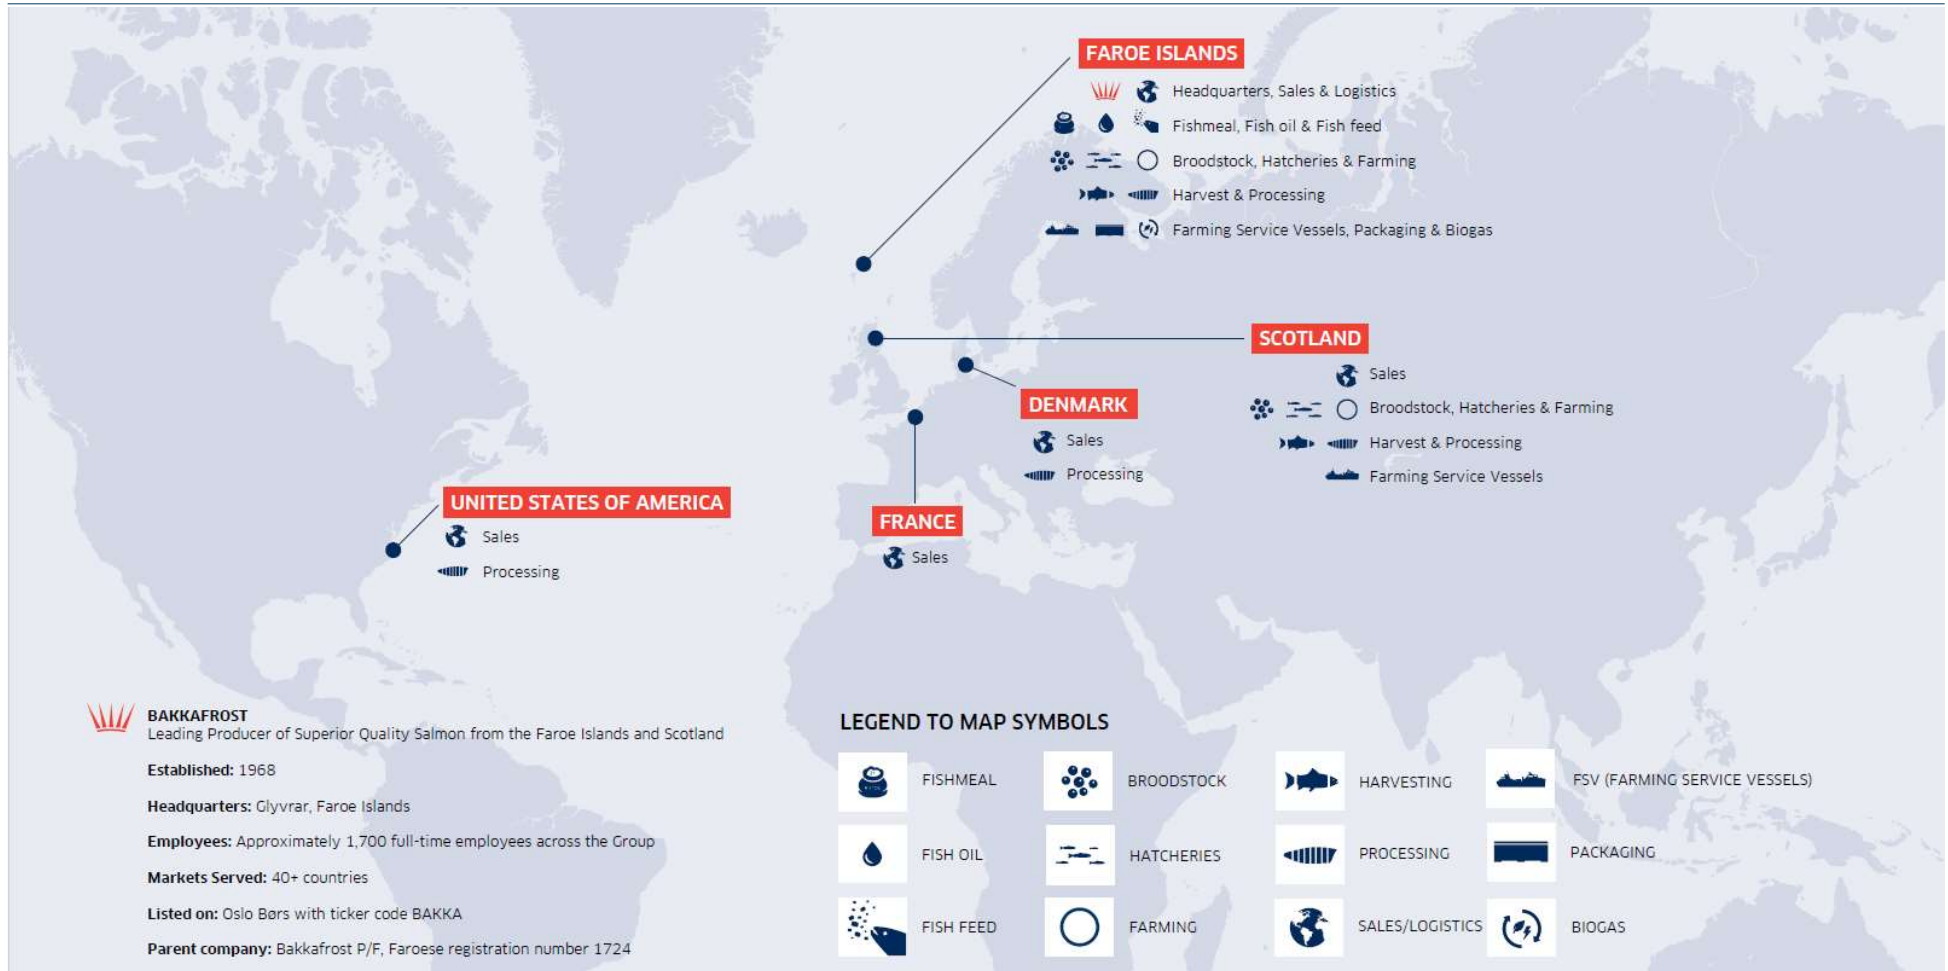 FAROE ISLANDS
Headquarters, Sales & Logistics
Fishmeal, Fish oil & Fish feed
Broodstock, Hatcheries & Farming
Harvest & Processing
Farming Service Vessels, Packaging & Biogas
SCOTLAND
Sales
Broodstock, Hatcheries & Farming
Harvest & Processing
Farming Service Vessels
DENMARK
Sales
Processing
FRANCE
Sales
UNITED STATES OF AMERICA
Sales
Processing
BAKKAFROST
Leading Producer of Superior Quality Salmon from the Faroe Islands and Scotland
Established: 1968
Headquarters: Glyvrar, Faroe Islands
Employees: Approximately 1,700 full-time employees across the Group
Markets Served: 40+ countries
Listed on: Oslo Børs with ticker code BAKKA
Parent company: Bakkafrost P/F, Faroese registration number 1724
LEGEND TO MAP SYMBOLS
FISHMEAL
BROODSTOCK
HARVESTING
FSV (FARMING SERVICE VESSELS)
FISH OIL
HATCHERIES
PROCESSING
PACKAGING
FISH FEED
FARMING
SALES/LOGISTICS
BIOGAS